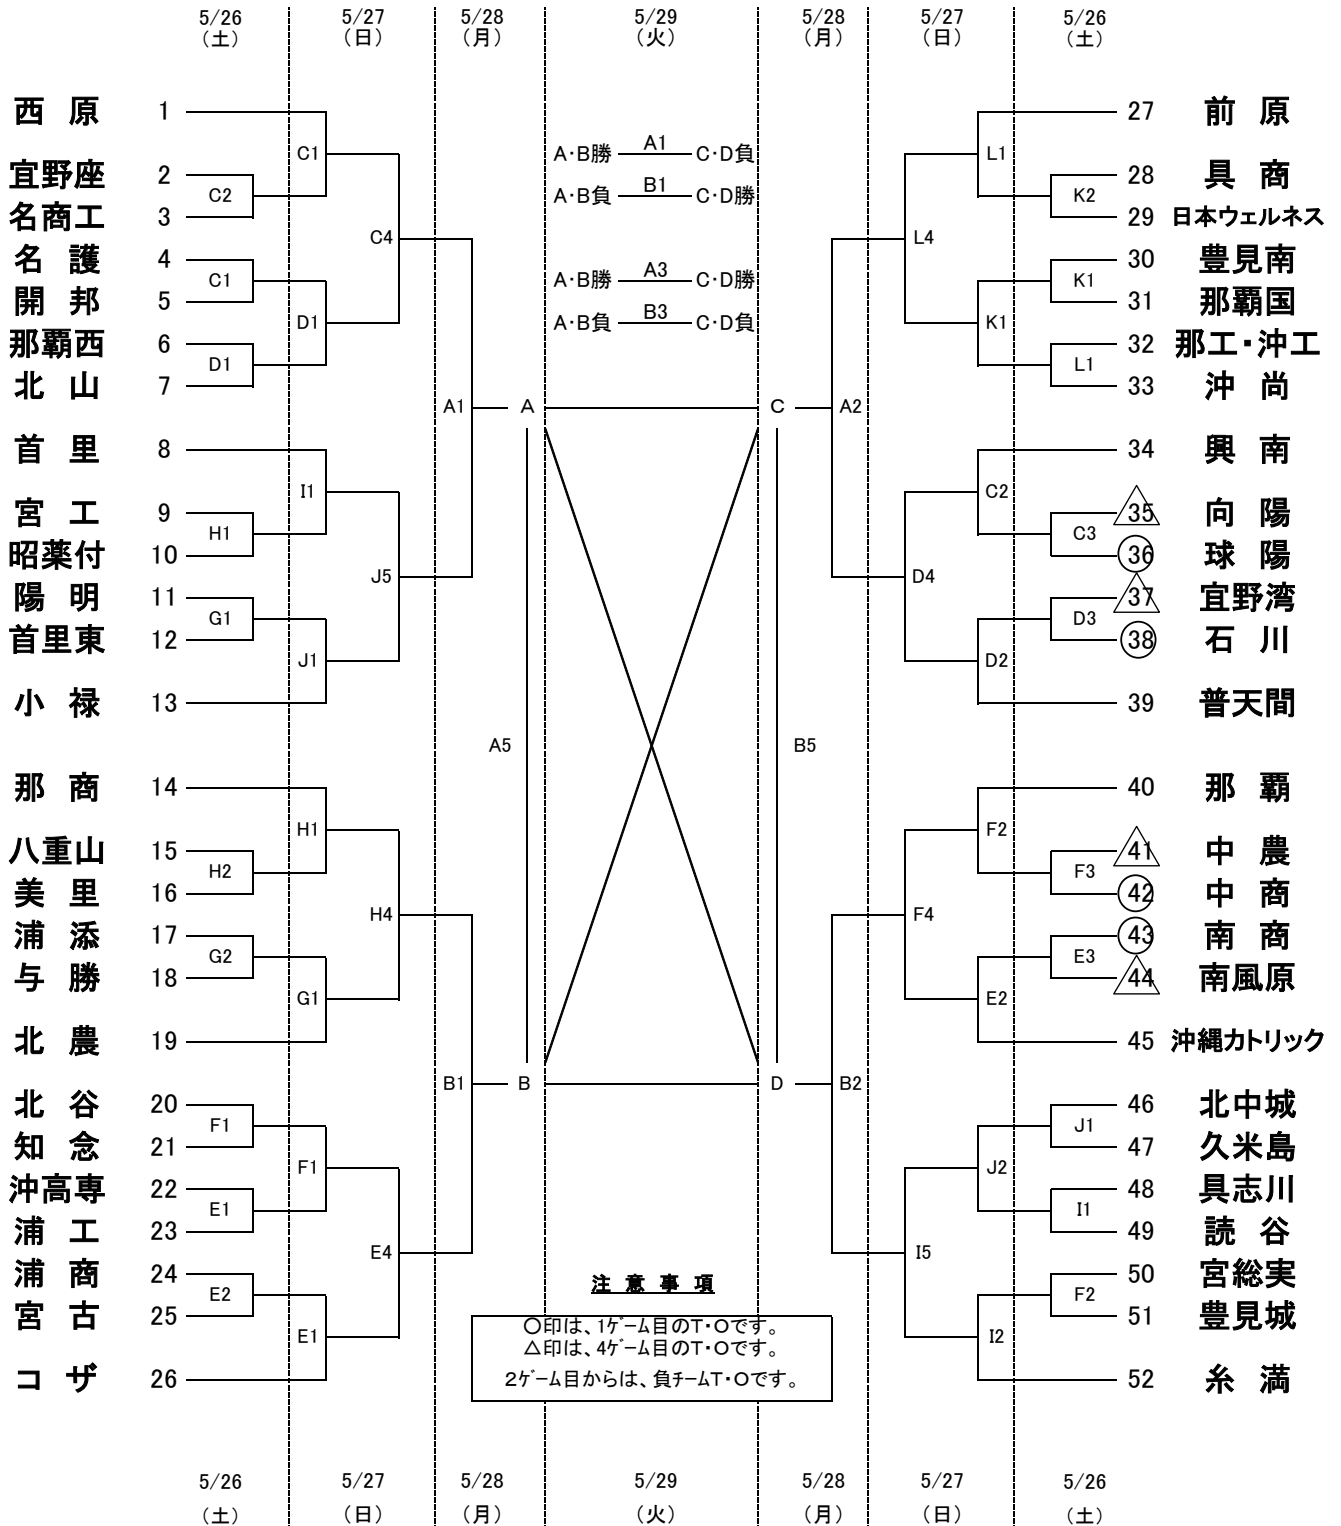 5/26 5/27 5/28 5/29 5/28 5/27 5/26
（土） （日） （月） （火） （月） （日） （土）
西 原 1 27 前 原
A1
C1 A・B勝 C・D負 L1
宜野座 2 28 具 商
C2 B1 K2
A・B負 C・D勝
名商工 3 29 日本ウェルネス
C4 L4
名 護 4 30 豊見南
C1 A3 K1
A・B勝 C・D勝
開 邦 5 31 那覇国
D1 B3 K1
A・B負 C・D負
那覇西 6 32 那工・沖工
D1 L1
北 山 7 33 沖 尚
A1 A C A2
首 里 8 34 興 南
I1 C2
宮 工 9 35 向 陽
H1 C3
昭薬付 10 36 球 陽
J5 D4
陽 明 11 37 宜野湾
G1 D3
首里東 12 38 石 川
J1 D2
小 禄 13 39 普天間
A5 B5
那 商 14 40 那 覇
H1 F2
八重山 15 41 中 農
H2 F3
美 里 16 42 中 商
H4 F4
浦 添 17 43 南 商
G2 E3
与 勝 18 44 南風原
G1 E2
北 農 19 45 沖縄カトリック
B1 B D B2
北 谷 20 46 北中城
F1 J1
知 念 21 47 久米島
F1 J2
沖高専 22 48 具志川
E1 I1
浦 工 23 49 読 谷
E4 I5
浦 商 24 50 宮総実
注 意 事 項
E2 F2
宮 古 25 51 豊見城
○印は、1ｹﾞｰﾑ目のT・Oです。
E1 I2
△印は、4ｹﾞｰﾑ目のT・Oです。
2ｹﾞｰﾑ目からは、負ﾁｰﾑT・Oです。
コ ザ 26 52 糸 満
5/26 5/27 5/28 5/29 5/28 5/27 5/26
（土） （日） （月） （火） （月） （日） （土）